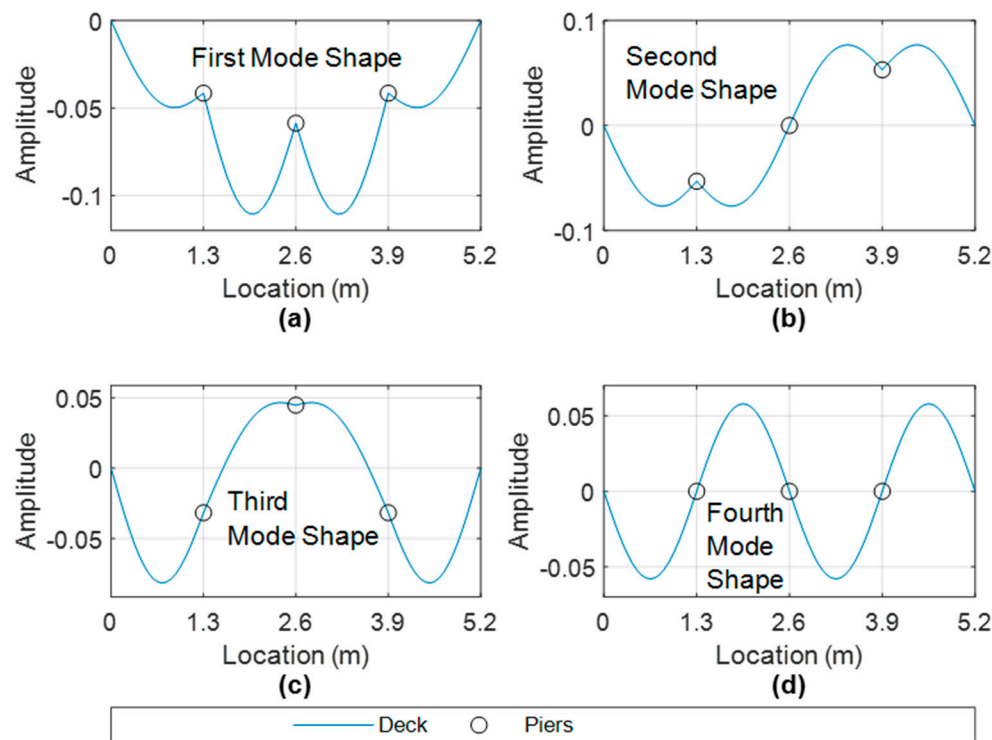 0
-0.05
-0.1
Amplitude
First Mode Shape
0 1.3 2.6 3.9 5.2
Location (m)
(a)
0.1
0
-0.1
Amplitude
Second
Mode Shape
0 1.3 2.6 3.9 5.2
Location (m)
(b)
0.05
0
-0.05
Amplitude
Third
Mode Shape
0 1.3 2.6 3.9 5.2
Location (m)
(c)
0.05
0
-0.05
Amplitude
Fourth
Mode
Shape
0 1.3 2.6 3.9 5.2
Location (m)
(d)
Deck Piers